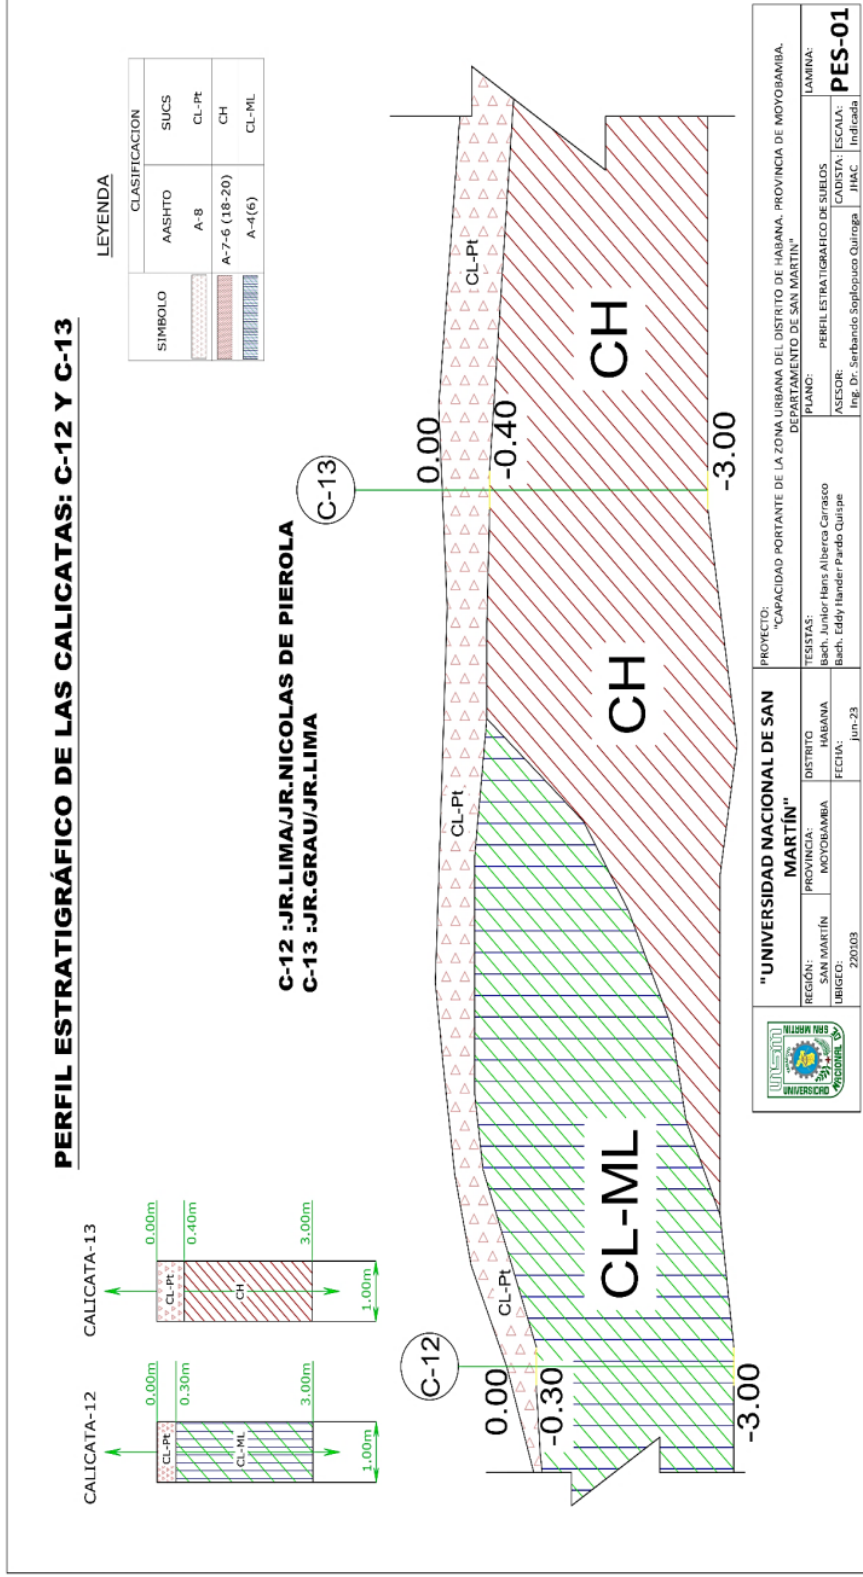 PERFIL ESTRATIGRÁFICO DE LAS CALICATAS: C-12 Y C-13
LEYENDA
SIMBOLO
CLASIFICACION
AASHTO
SUCS
A-8
CL-Pt
A-7-6 (18-20)
CH
A-4(6)
CL-ML
CALICATA-12
0.00m
CL-Pt
0.30m
CL-ML
3.00m
1.00m
CALICATA-13
0.00m
CL-Pt
0.40m
CH
3.00m
1.00m
C-12 :JR.LIMA/JR.NICOLAS DE PIEROLA
C-13 :JR.GRAU/JR.LIMA
C-12
0.00
-0.30
-3.00
CL-Pt
CL-ML
CL-Pt
CH
C-13
0.00
-0.40
-3.00
CL-Pt
CH
UNSM
UNIVERSIDAD NACIONAL DE SAN MARTIN
"UNIVERSIDAD NACIONAL DE SAN
MARTÍN"
REGIÓN:
SAN MARTÍN
PROVINCIA:
MOYOBAMBA
DISTRITO
HABANA
UBIGEO:
220103
FECHA:
jun-23
PROYECTO:
"CAPACIDAD PORTANTE DE LA ZONA URBANA DEL DISTRITO DE HABANA, PROVINCIA DE MOYOBAMBA,
DEPARTAMENTO DE SAN MARTIN"
TESISTAS:
Bach. Junior Hans Alberca Carrasco
Bach. Eddy Hander Pardo Quispe
PLANO:
PERFIL ESTRATIGRAFICO DE SUELOS
ASESOR:
Ing. Dr. Serbando Soplopuco Quiroga
CADISTA:
JHAC
ESCALA:
Indicada
LAMINA:
PES-01